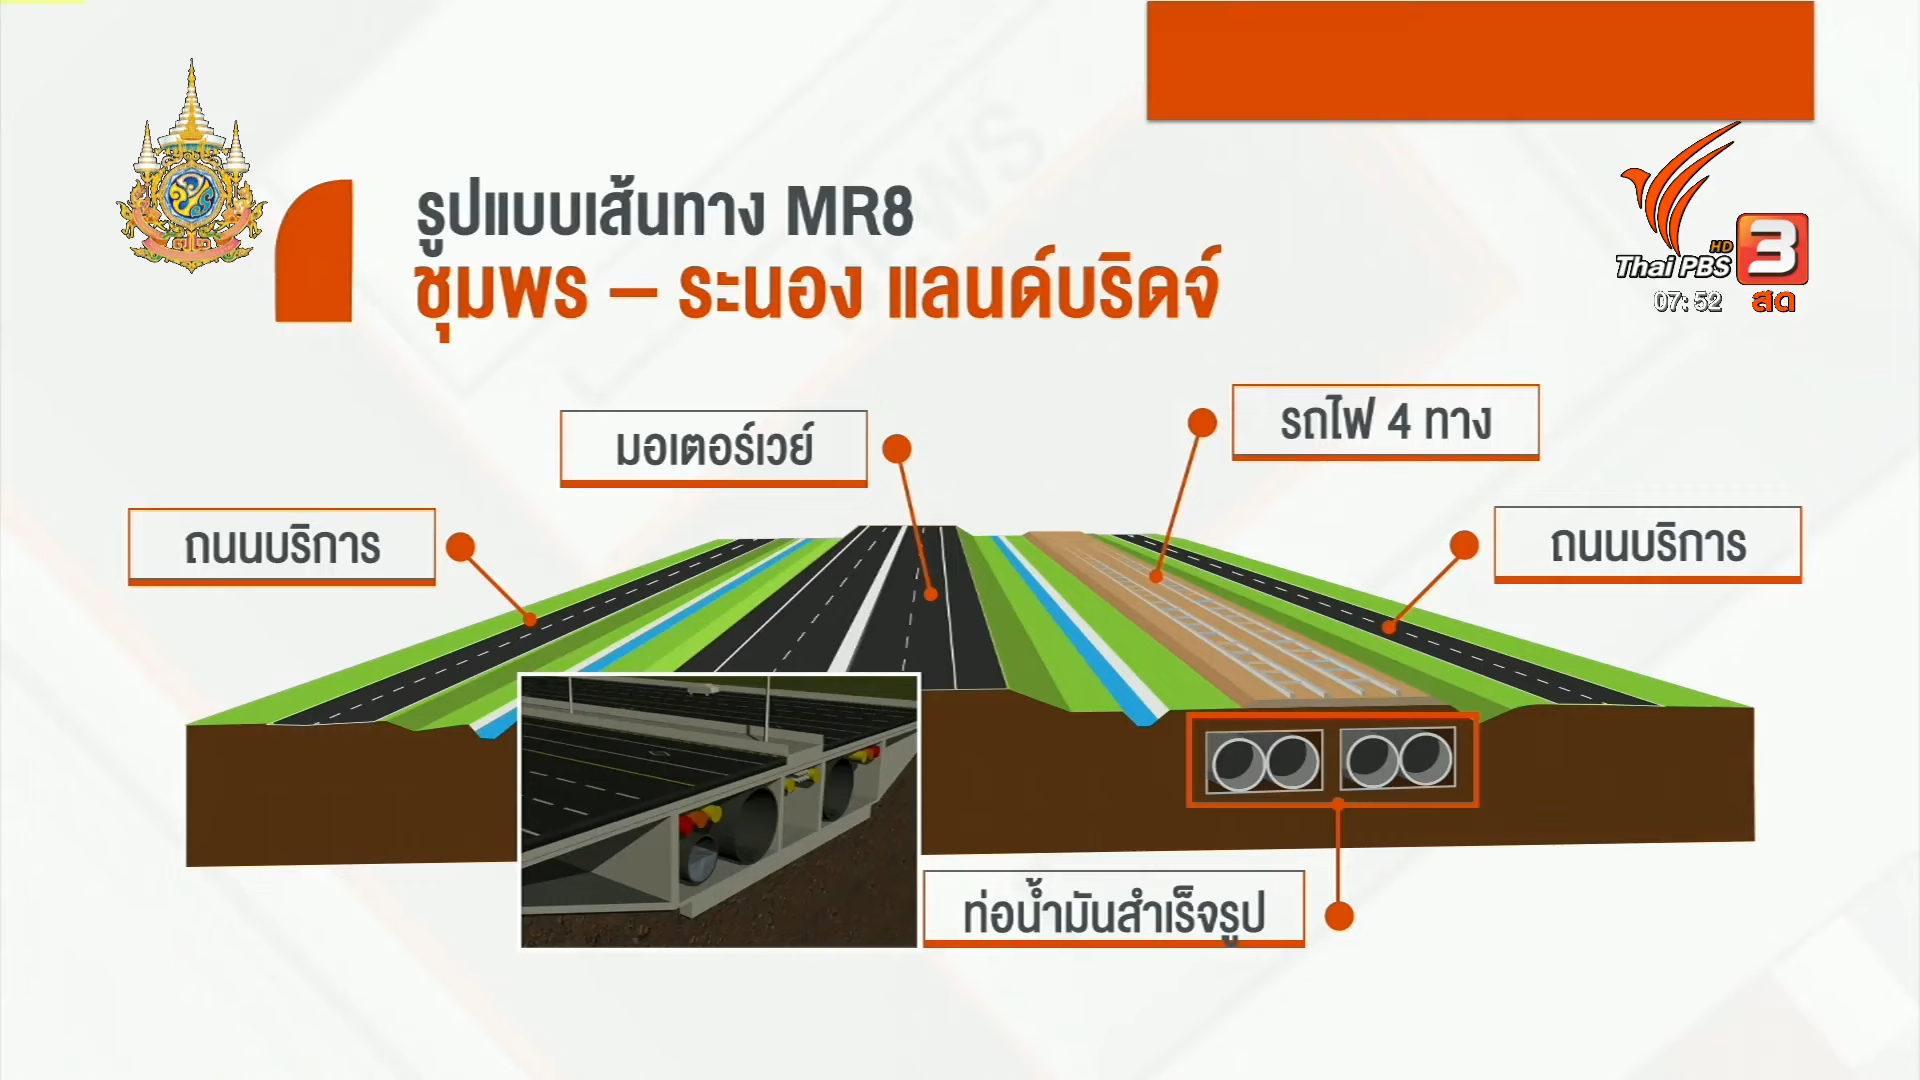 รูปแบบเส้นทาง MR8
ชุมพร – ระนอง แลนด์บริดจ์
HD
Thai PBS 3
07:52 สด
รถไฟ 4 ทาง
มอเตอร์เวย์
ถนนบริการ
ถนนบริการ
ท่อน้ำมันสำเร็จรูป